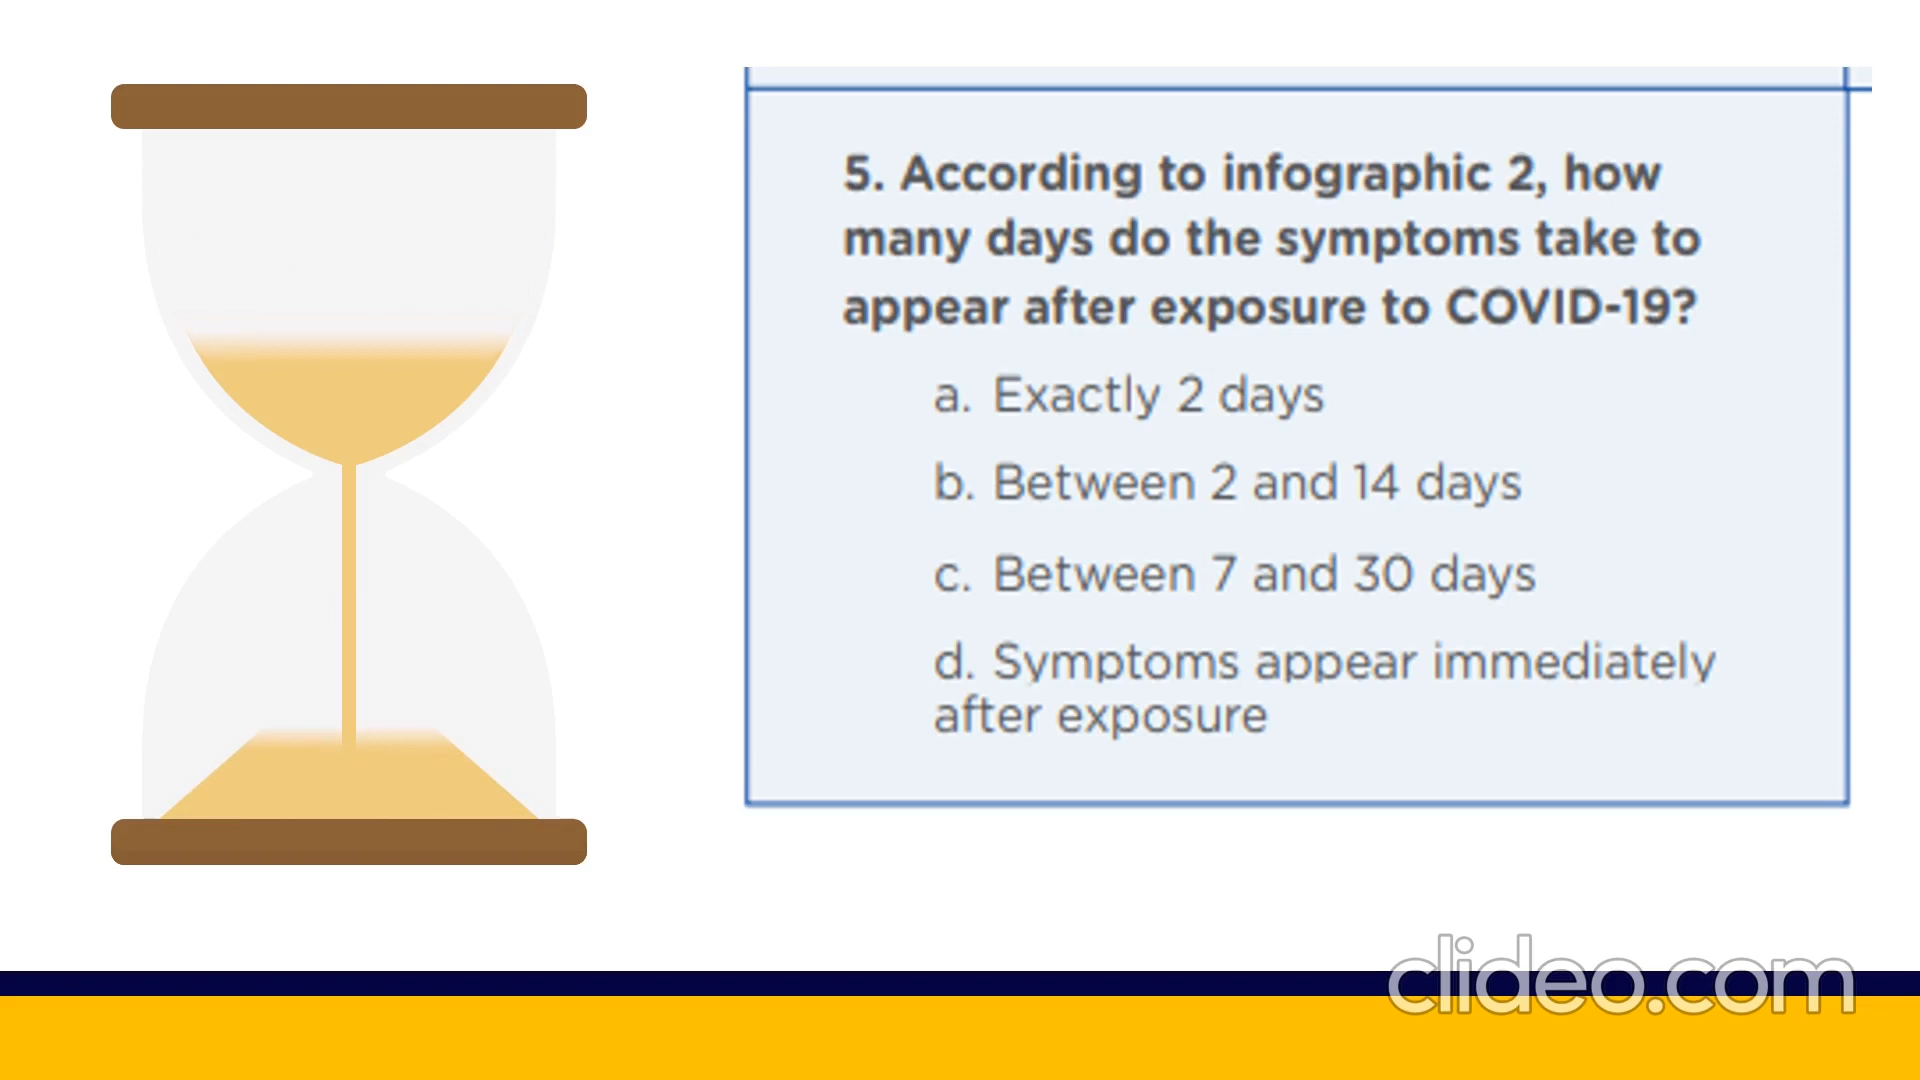 5. According to infographic 2, how
many days do the symptoms take to
appear after exposure to COVID-19?
a. Exactly 2 days
b. Between 2 and 14 days
c. Between 7 and 30 days
d. Symptoms appear immediately
after exposure
clideo.com